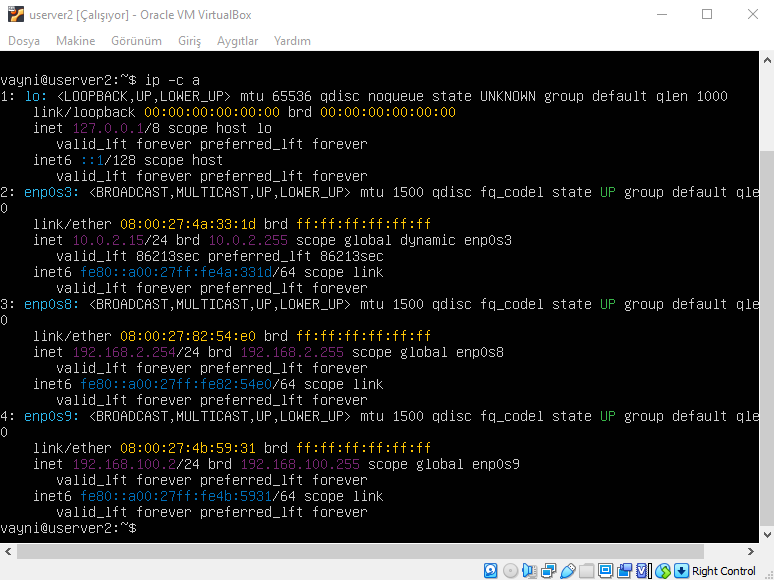 userver2 [Çalışıyor] - Oracle VM VirtualBox
Dosya Makine Görünüm Giriş Aygıtlar Yardım
vayni@userver2:~$ ip -c a
1: lo: <LOOPBACK,UP,LOWER_UP> mtu 65536 qdisc noqueue state UNKNOWN group default qlen 1000
    link/loopback 00:00:00:00:00:00 brd 00:00:00:00:00:00
    inet 127.0.0.1/8 scope host lo
       valid_lft forever preferred_lft forever
    inet6 ::1/128 scope host
       valid_lft forever preferred_lft forever
2: enp0s3: <BROADCAST,MULTICAST,UP,LOWER_UP> mtu 1500 qdisc fq_codel state UP group default qle
0
    link/ether 08:00:27:4a:33:1d brd ff:ff:ff:ff:ff:ff
    inet 10.0.2.15/24 brd 10.0.2.255 scope global dynamic enp0s3
       valid_lft 86213sec preferred_lft 86213sec
    inet6 fe80::a00:27ff:fe4a:331d/64 scope link
       valid_lft forever preferred_lft forever
3: enp0s8: <BROADCAST,MULTICAST,UP,LOWER_UP> mtu 1500 qdisc fq_codel state UP group default qle
0
    link/ether 08:00:27:82:54:e0 brd ff:ff:ff:ff:ff:ff
    inet 192.168.2.254/24 brd 192.168.2.255 scope global enp0s8
       valid_lft forever preferred_lft forever
    inet6 fe80::a00:27ff:fe82:54e0/64 scope link
       valid_lft forever preferred_lft forever
4: enp0s9: <BROADCAST,MULTICAST,UP,LOWER_UP> mtu 1500 qdisc fq_codel state UP group default qle
0
    link/ether 08:00:27:4b:59:31 brd ff:ff:ff:ff:ff:ff
    inet 192.168.100.2/24 brd 192.168.100.255 scope global enp0s9
       valid_lft forever preferred_lft forever
    inet6 fe80::a00:27ff:fe4b:5931/64 scope link
       valid_lft forever preferred_lft forever
vayni@userver2:~$
Right Control